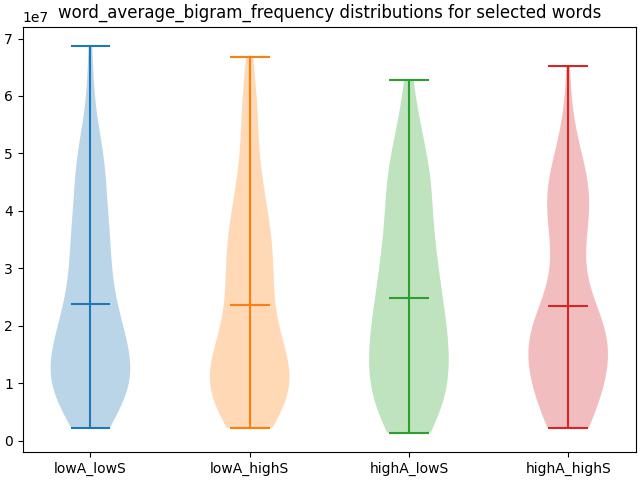 word_average_bigram_frequency distributions for selected words
1e7
7
6
5
4
3
2
1
0
lowA_lowS
lowA_highS
highA_lowS
highA_highS